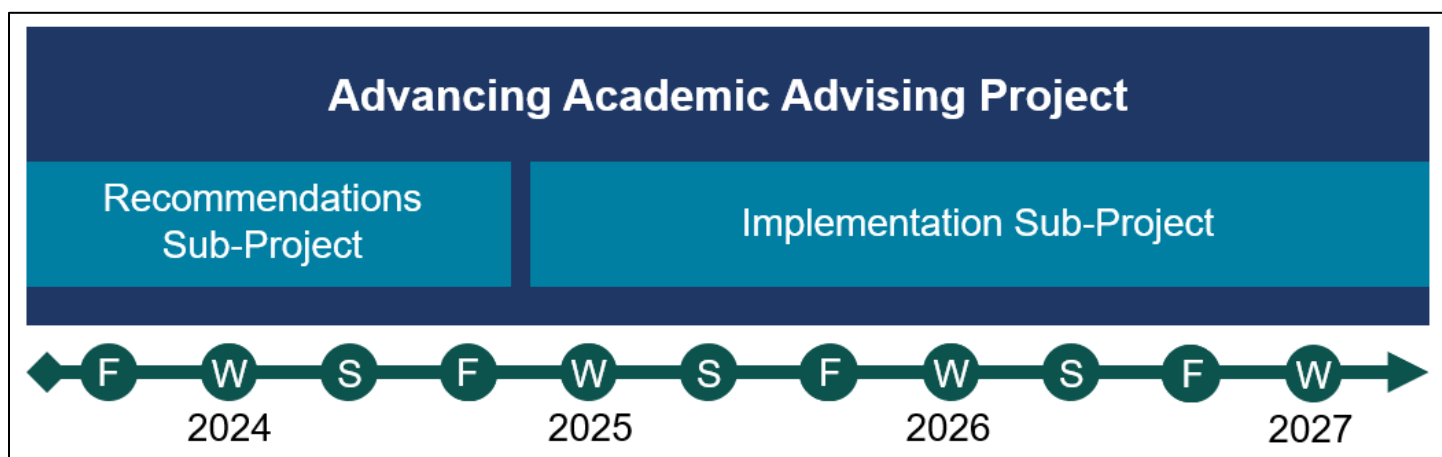 Advancing Academic Advising Project
Recommendations
Sub-Project
Implementation Sub-Project
F W S F W S F W S F W
2024 2025 2026 2027